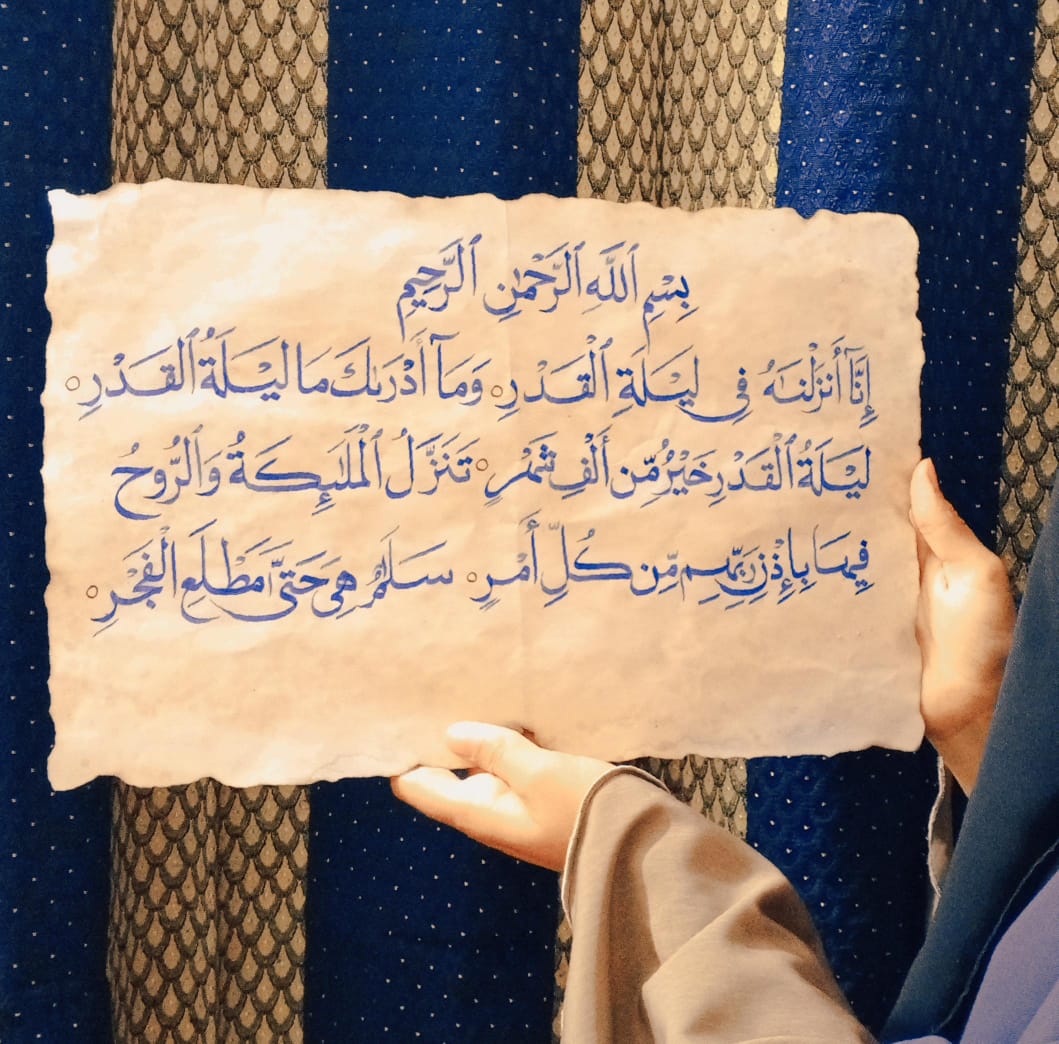 بِسْمِ ٱللَّهِ ٱلرَّحْمَٰنِ ٱلرَّحِيمِ
إِنَّآ أَنزَلْنَٰهُ فِى لَيْلَةِ ٱلْقَدْرِ ○ وَمَآ أَدْرَىٰكَ مَا لَيْلَةُ ٱلْقَدْرِ ○
لَيْلَةُ ٱلْقَدْرِ خَيْرٌ مِّنْ أَلْفِ شَهْرٍ ○ تَنَزَّلُ ٱلْمَلَٰٓئِكَةُ وَٱلرُّوحُ
فِيهَا بِإِذْنِ رَبِّهِم مِّن كُلِّ أَمْرٍ ○ سَلَٰمٌ هِىَ حَتَّىٰ مَطْلَعِ ٱلْفَجْرِ ○